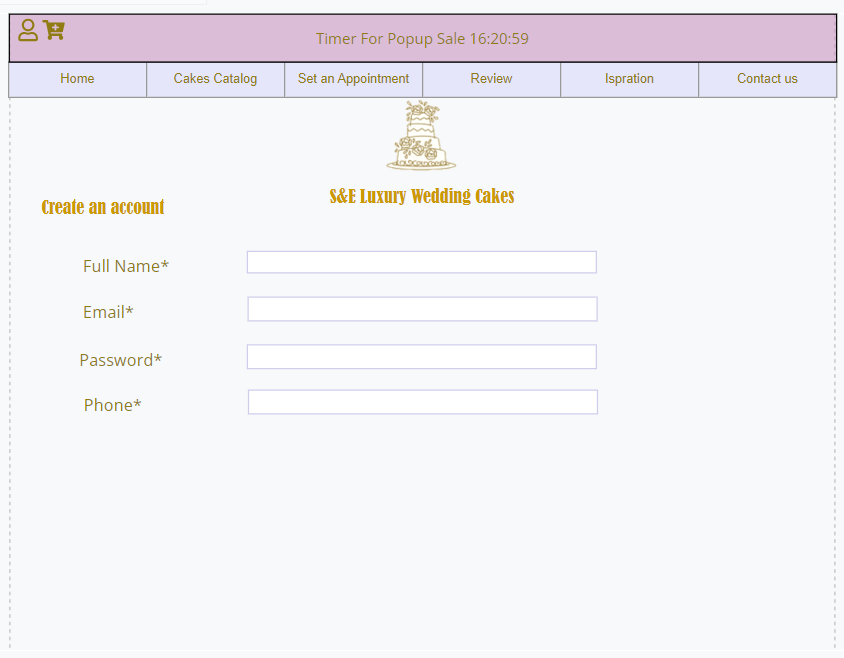 Timer For Popup Sale 16:20:59
Home Cakes Catalog Set an Appointment Review Ispration Contact us
S&E Luxury Wedding Cakes
Create an account
Full Name*
Email*
Password*
Phone*